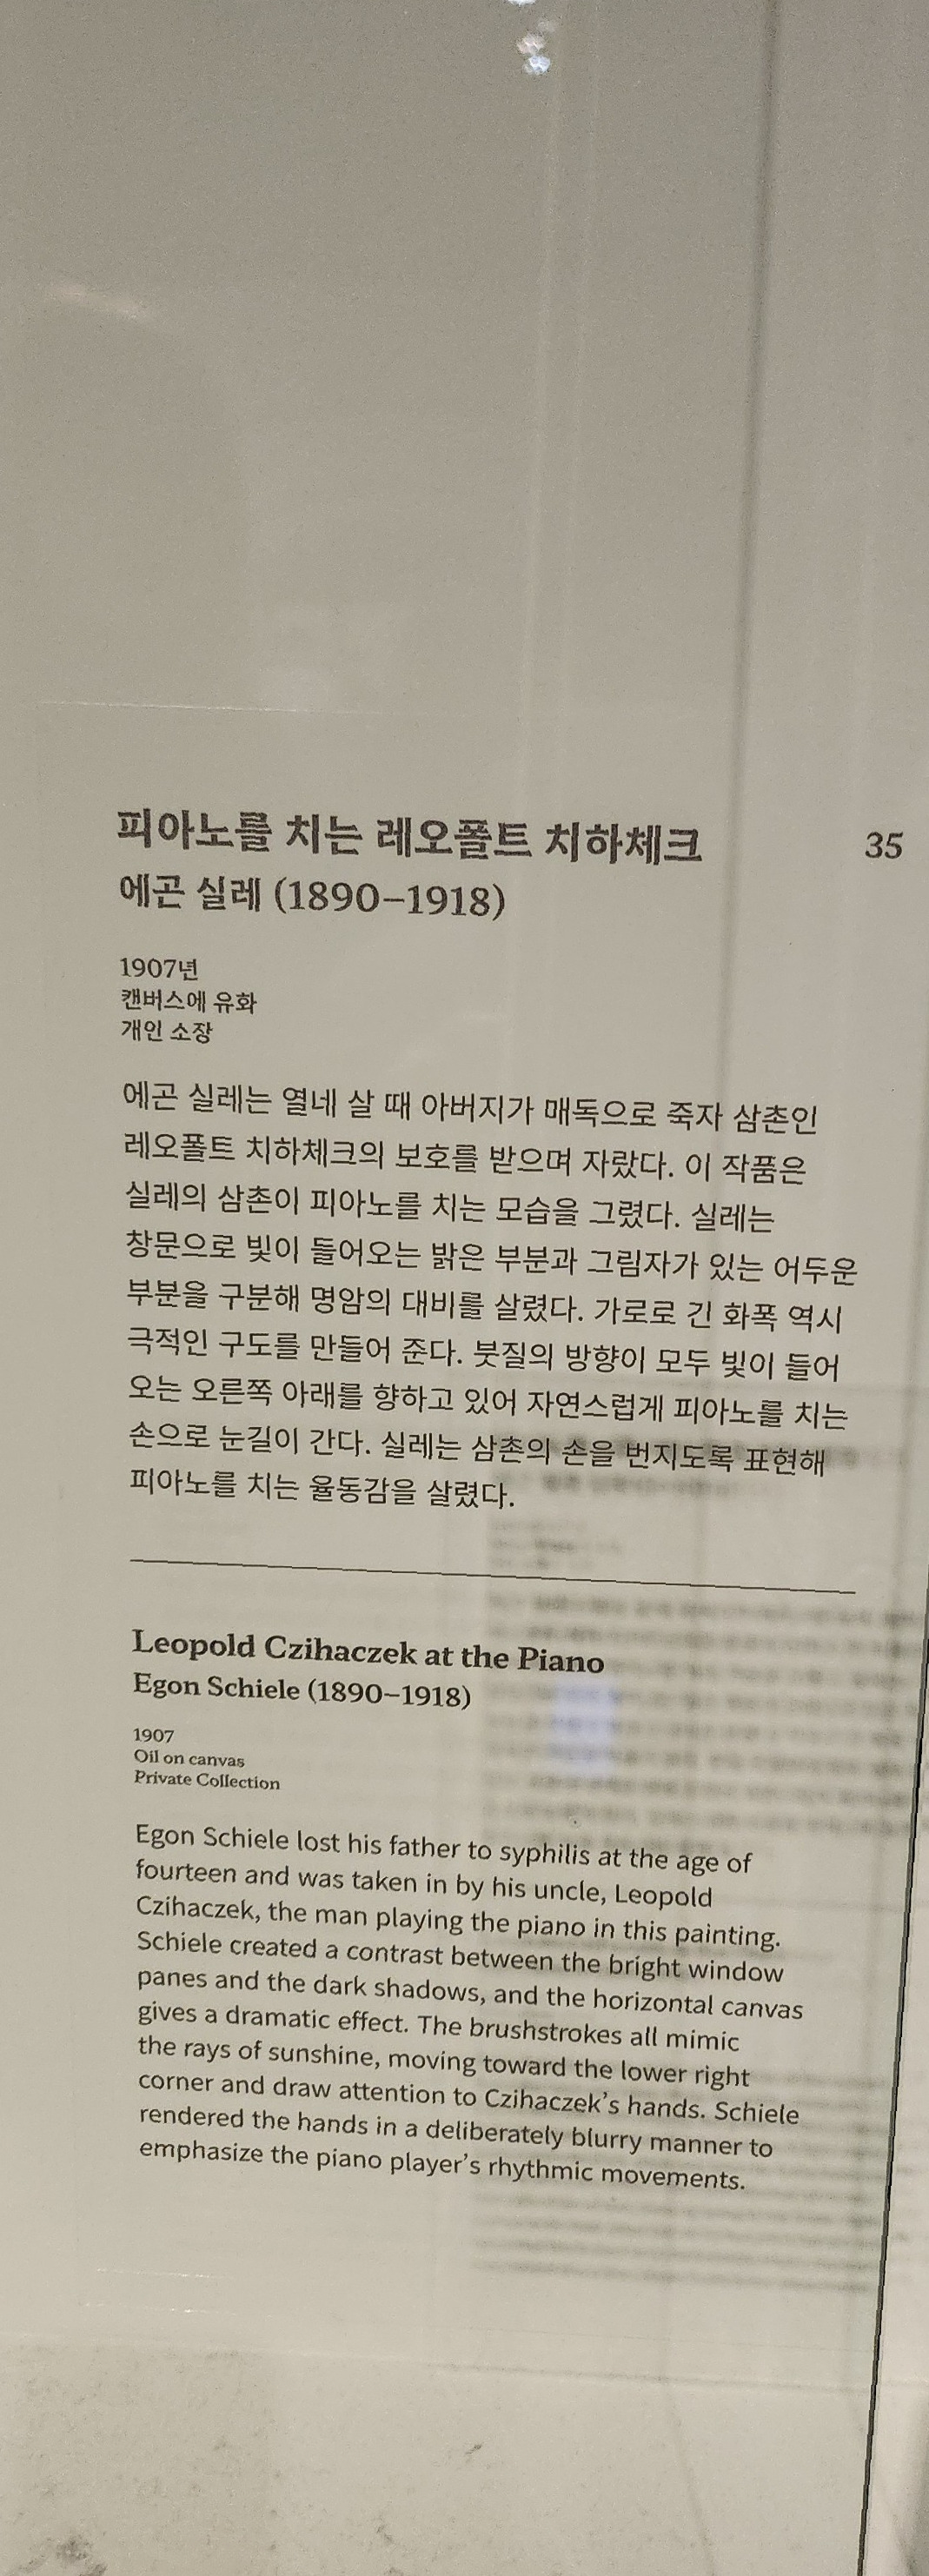 피아노를 치는 레오폴트 치하체크
35
에곤 실레 (1890–1918)
1907년
캔버스에 유화
개인 소장
에곤 실레는 열네 살 때 아버지가 매독으로 죽자 삼촌인
레오폴트 치하체크의 보호를 받으며 자랐다. 이 작품은
실레의 삼촌이 피아노를 치는 모습을 그렸다. 실레는
창문으로 빛이 들어오는 밝은 부분과 그림자가 있는 어두운
부분을 구분해 명암의 대비를 살렸다. 가로로 긴 화폭 역시
극적인 구도를 만들어 준다. 붓질의 방향이 모두 빛이 들어
오는 오른쪽 아래를 향하고 있어 자연스럽게 피아노를 치는
손으로 눈길이 간다. 실레는 삼촌의 손을 번지도록 표현해
피아노를 치는 율동감을 살렸다.
Leopold Czihaczek at the Piano
Egon Schiele (1890–1918)
1907
Oil on canvas
Private Collection
Egon Schiele lost his father to syphilis at the age of
fourteen and was taken in by his uncle, Leopold
Czihaczek, the man playing the piano in this painting.
Schiele created a contrast between the bright window
panes and the dark shadows, and the horizontal canvas
gives a dramatic effect. The brushstrokes all mimic
the rays of sunshine, moving toward the lower right
corner and draw attention to Czihaczek’s hands. Schiele
rendered the hands in a deliberately blurry manner to
emphasize the piano player’s rhythmic movements.